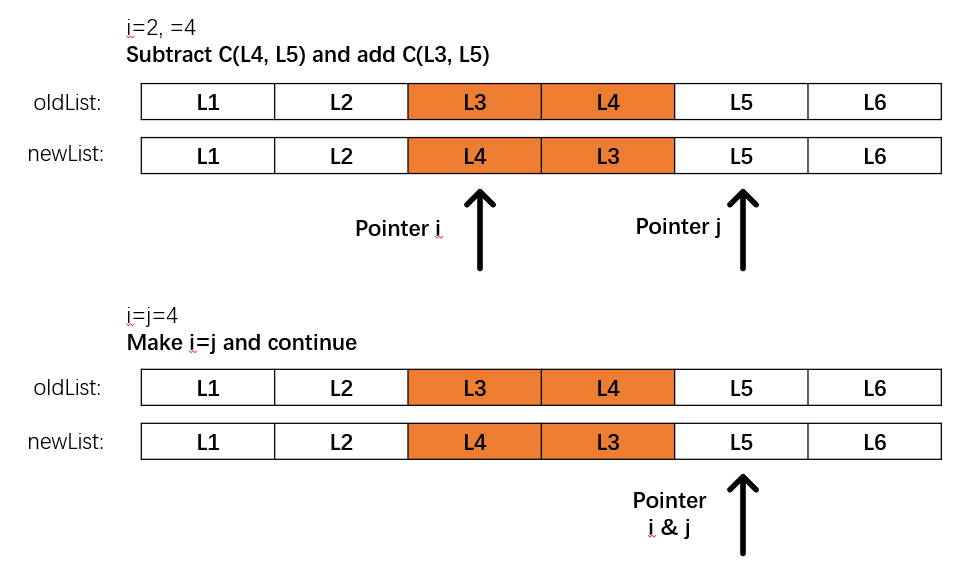 i=2, =4
Subtract C(L4, L5) and add C(L3, L5)
oldList: L1 L2 L3 L4 L5 L6
newList: L1 L2 L4 L3 L5 L6
Pointer i Pointer j
i=j=4
Make i=j and continue
oldList: L1 L2 L3 L4 L5 L6
newList: L1 L2 L4 L3 L5 L6
Pointer
i & j